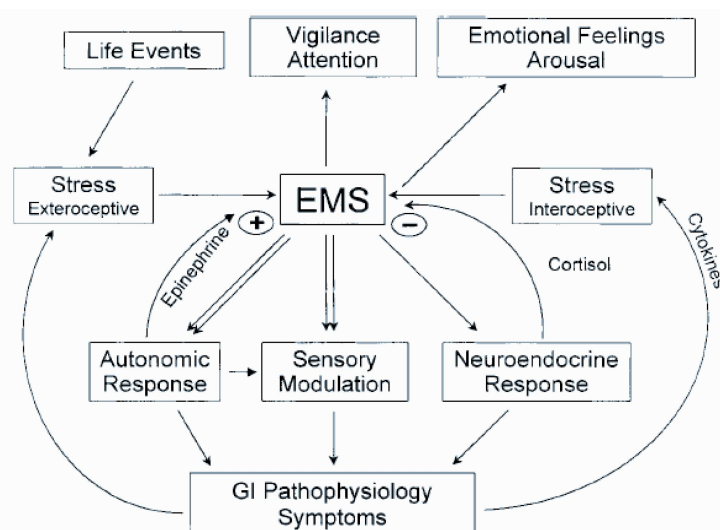 Life Events
Vigilance
Attention
Emotional Feelings
Arousal
Stress
Exteroceptive
EMS
Stress
Interoceptive
+
−
Epinephrine
Cortisol
Cytokines
Autonomic
Response
Sensory
Modulation
Neuroendocrine
Response
GI Pathophysiology
Symptoms